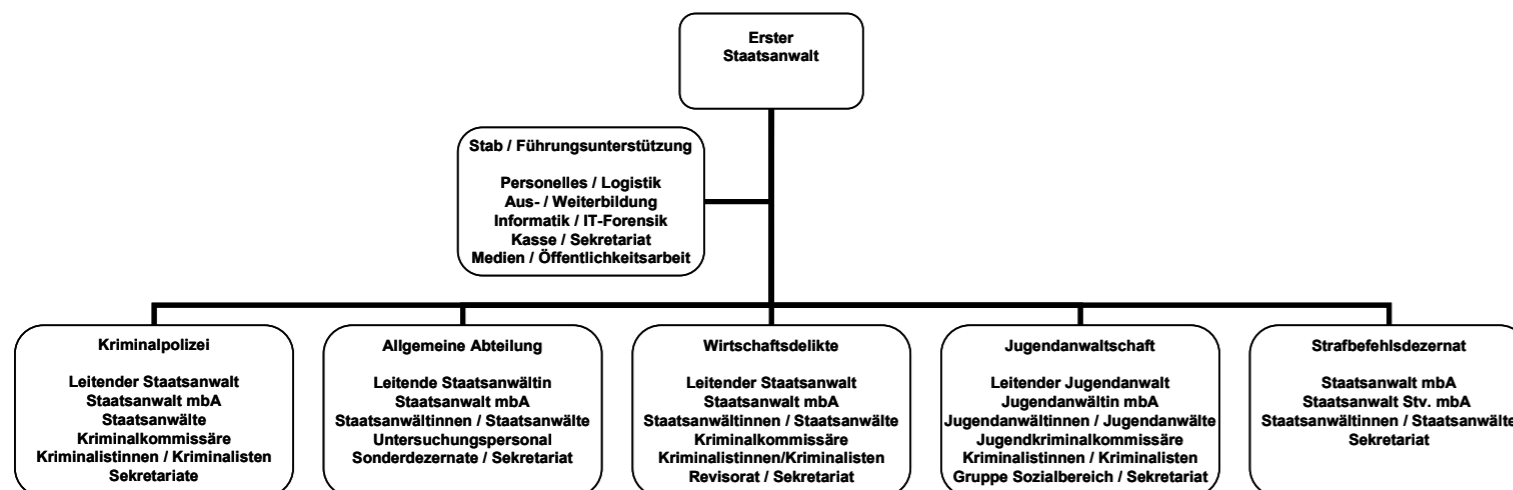 Erster
Staatsanwalt
Stab / Führungsunterstützung
Personelles / Logistik
Aus- / Weiterbildung
Informatik / IT-Forensik
Kasse / Sekretariat
Medien / Öffentlichkeitsarbeit
Kriminalpolizei
Leitender Staatsanwalt
Staatsanwalt mbA
Staatsanwälte
Kriminalkommissäre
Kriminalistinnen / Kriminalisten
Sekretariate
Allgemeine Abteilung
Leitende Staatsanwältin
Staatsanwalt mbA
Staatsanwältinnen / Staatsanwälte
Untersuchungspersonal
Sonderdezernate / Sekretariat
Wirtschaftsdelikte
Leitender Staatsanwalt
Staatsanwalt mbA
Staatsanwältinnen / Staatsanwälte
Kriminalkommissäre
Kriminalistinnen/Kriminalisten
Revisorat / Sekretariat
Jugendanwaltschaft
Leitender Jugendanwalt
Jugendanwältin mbA
Jugendanwältinnen / Jugendanwälte
Jugendkriminalkommissäre
Kriminalistinnen / Kriminalisten
Gruppe Sozialbereich / Sekretariat
Strafbefehlsdezernat
Staatsanwalt mbA
Staatsanwalt Stv. mbA
Staatsanwältinnen / Staatsanwälte
Sekretariat